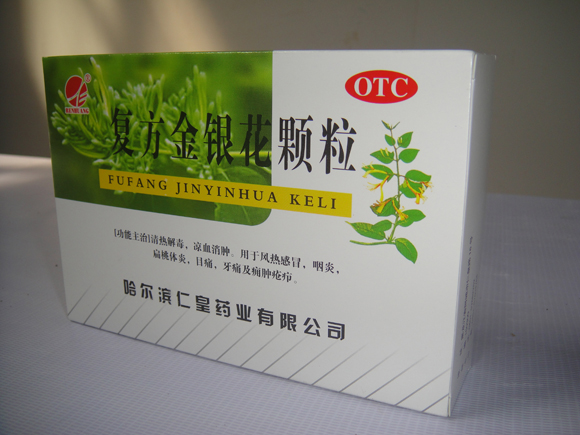 OTC
复方金银花颗粒
FUFANG JINYINHUA KELI
[功能主治]清热解毒，凉血消肿。用于风热感冒，咽炎，
扁桃体炎，目痛，牙痛及痈肿疮疖。
哈尔滨仁皇药业有限公司